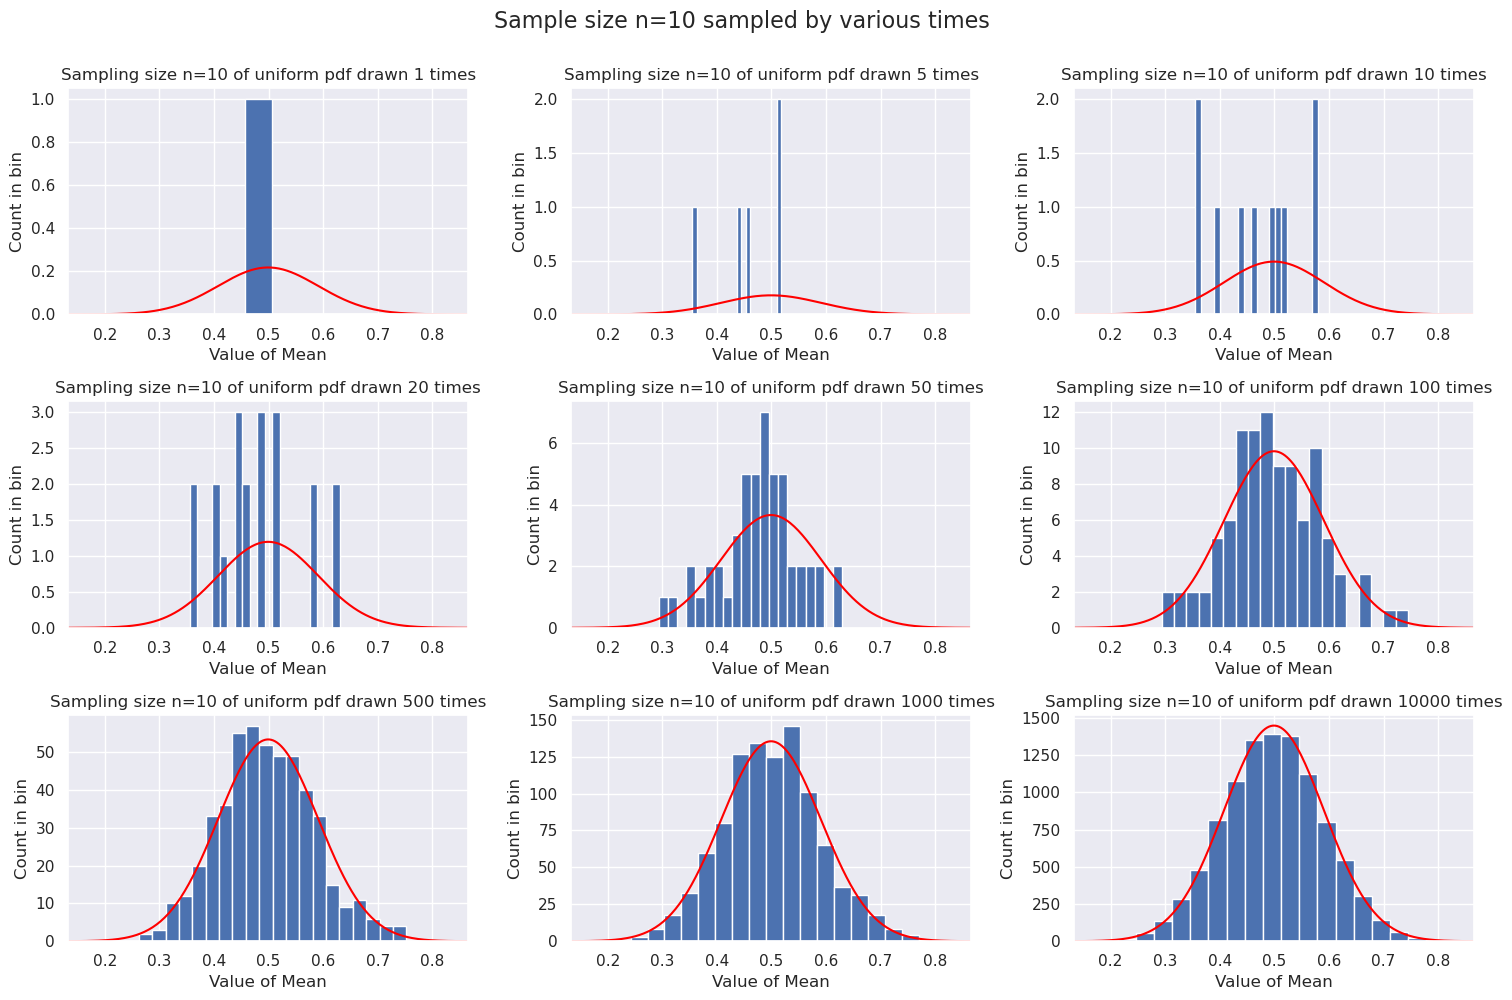 Sample size n=10 sampled by various times
Sampling size n=10 of uniform pdf drawn 1 times
1.0
0.8
0.6
0.4
0.2
0.0
Count in bin
0.2 0.3 0.4 0.5 0.6 0.7 0.8
Value of Mean
Sampling size n=10 of uniform pdf drawn 5 times
2.0
1.5
1.0
0.5
0.0
Count in bin
0.2 0.3 0.4 0.5 0.6 0.7 0.8
Value of Mean
Sampling size n=10 of uniform pdf drawn 10 times
2.0
1.5
1.0
0.5
0.0
Count in bin
0.2 0.3 0.4 0.5 0.6 0.7 0.8
Value of Mean
Sampling size n=10 of uniform pdf drawn 20 times
3.0
2.5
2.0
1.5
1.0
0.5
0.0
Count in bin
0.2 0.3 0.4 0.5 0.6 0.7 0.8
Value of Mean
Sampling size n=10 of uniform pdf drawn 50 times
6
4
2
0
Count in bin
0.2 0.3 0.4 0.5 0.6 0.7 0.8
Value of Mean
Sampling size n=10 of uniform pdf drawn 100 times
12
10
8
6
4
2
0
Count in bin
0.2 0.3 0.4 0.5 0.6 0.7 0.8
Value of Mean
Sampling size n=10 of uniform pdf drawn 500 times
50
40
30
20
10
0
Count in bin
0.2 0.3 0.4 0.5 0.6 0.7 0.8
Value of Mean
Sampling size n=10 of uniform pdf drawn 1000 times
150
125
100
75
50
25
0
Count in bin
0.2 0.3 0.4 0.5 0.6 0.7 0.8
Value of Mean
Sampling size n=10 of uniform pdf drawn 10000 times
1500
1250
1000
750
500
250
0
Count in bin
0.2 0.3 0.4 0.5 0.6 0.7 0.8
Value of Mean